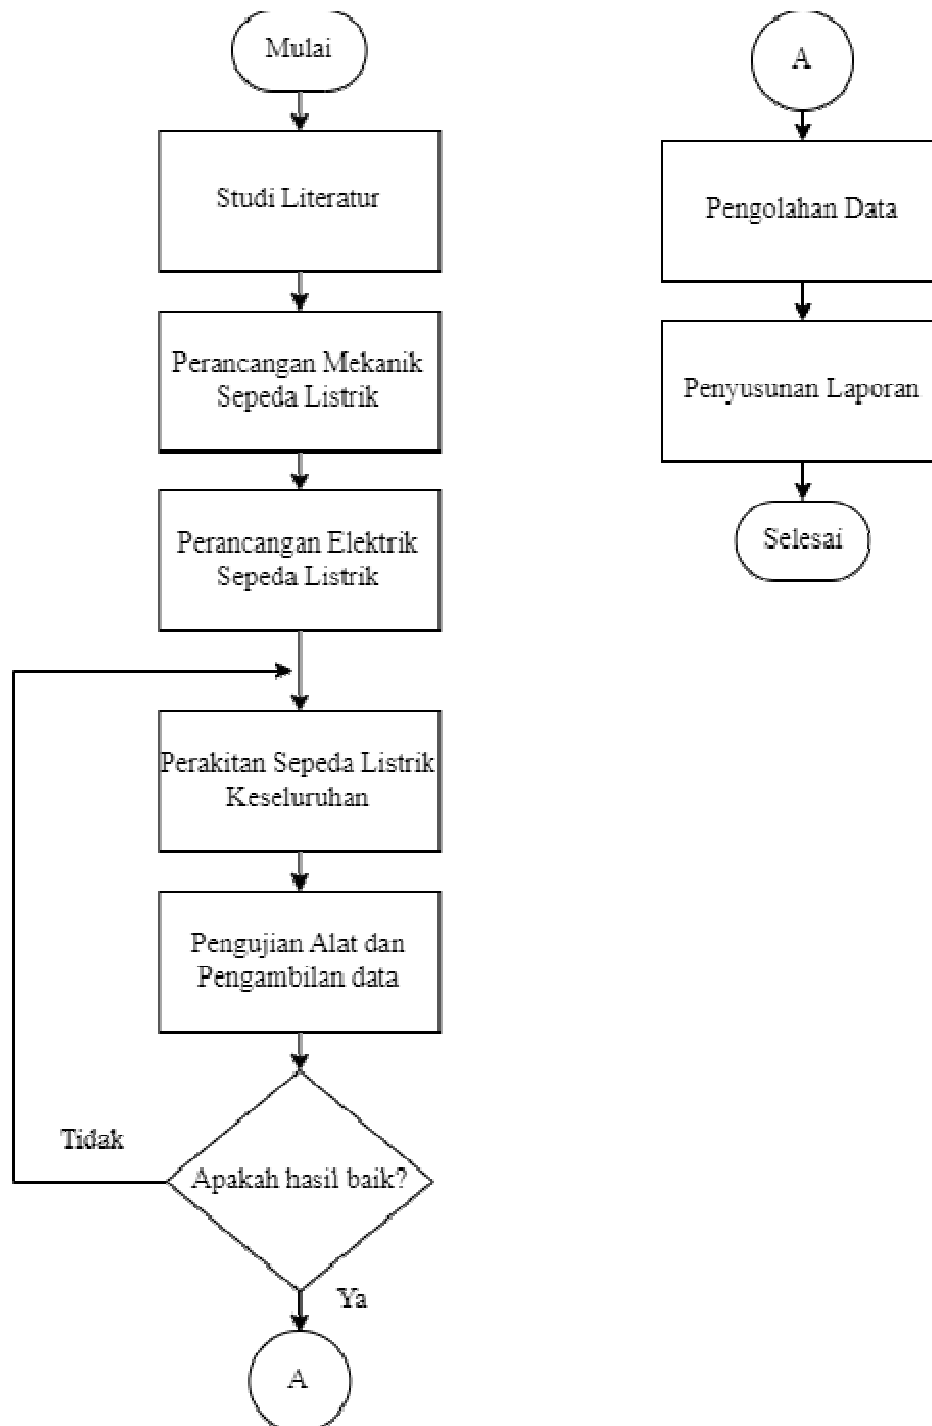 Mulai
Studi Literatur
Perancangan Mekanik
Sepeda Listrik
Perancangan Elektrik
Sepeda Listrik
Perakitan Sepeda Listrik
Keseluruhan
Pengujian Alat dan
Pengambilan data
Apakah hasil baik?
Tidak
Ya
A
A
Pengolahan Data
Penyusunan Laporan
Selesai